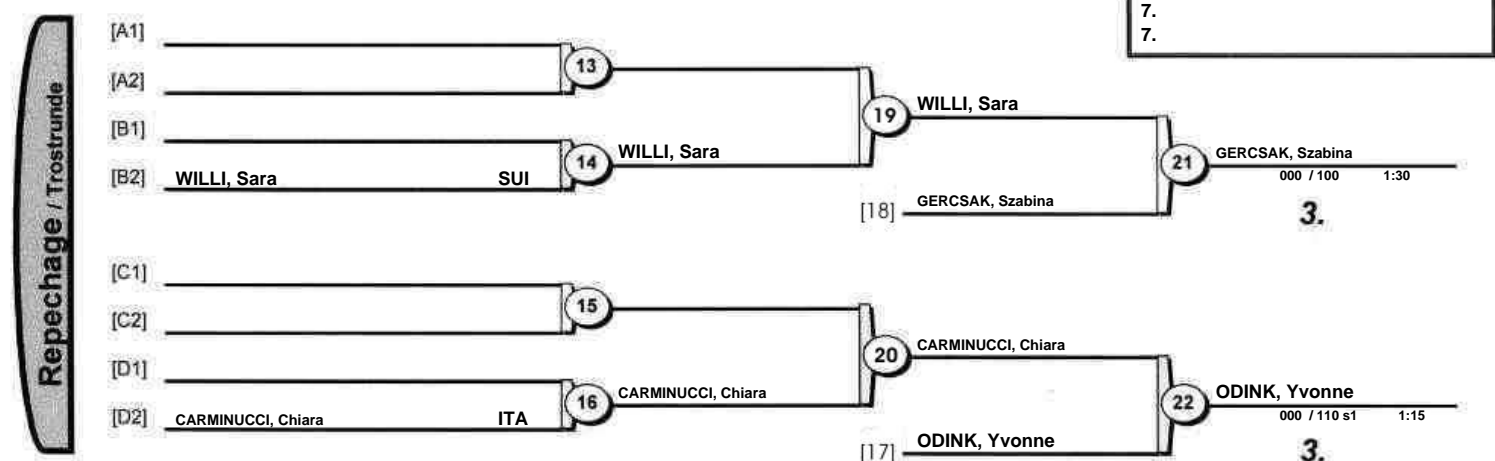 7.
7.
Repechage / Trostrunde
[A1]
13
[A2]
WILLI, Sara
19
[B1]
14
WILLI, Sara
[B2] WILLI, Sara SUI
21
GERCSAK, Szabina
000 / 100 1:30
[18] GERCSAK, Szabina
3.
[C1]
15
[C2]
20
CARMINUCCI, Chiara
[D1]
16
CARMINUCCI, Chiara
22
ODINK, Yvonne
[D2] CARMINUCCI, Chiara ITA
000 / 110 s1 1:15
[17] ODINK, Yvonne
3.